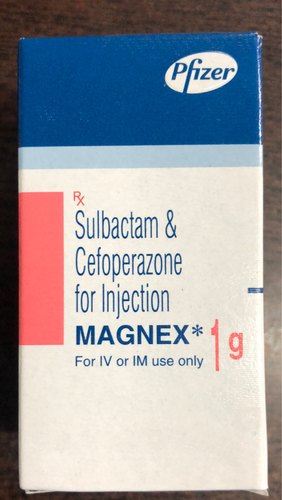 Pfizer
Rx
Sulbactam &
Cefoperazone
for Injection
MAGNEX* 1g
For IV or IM use only